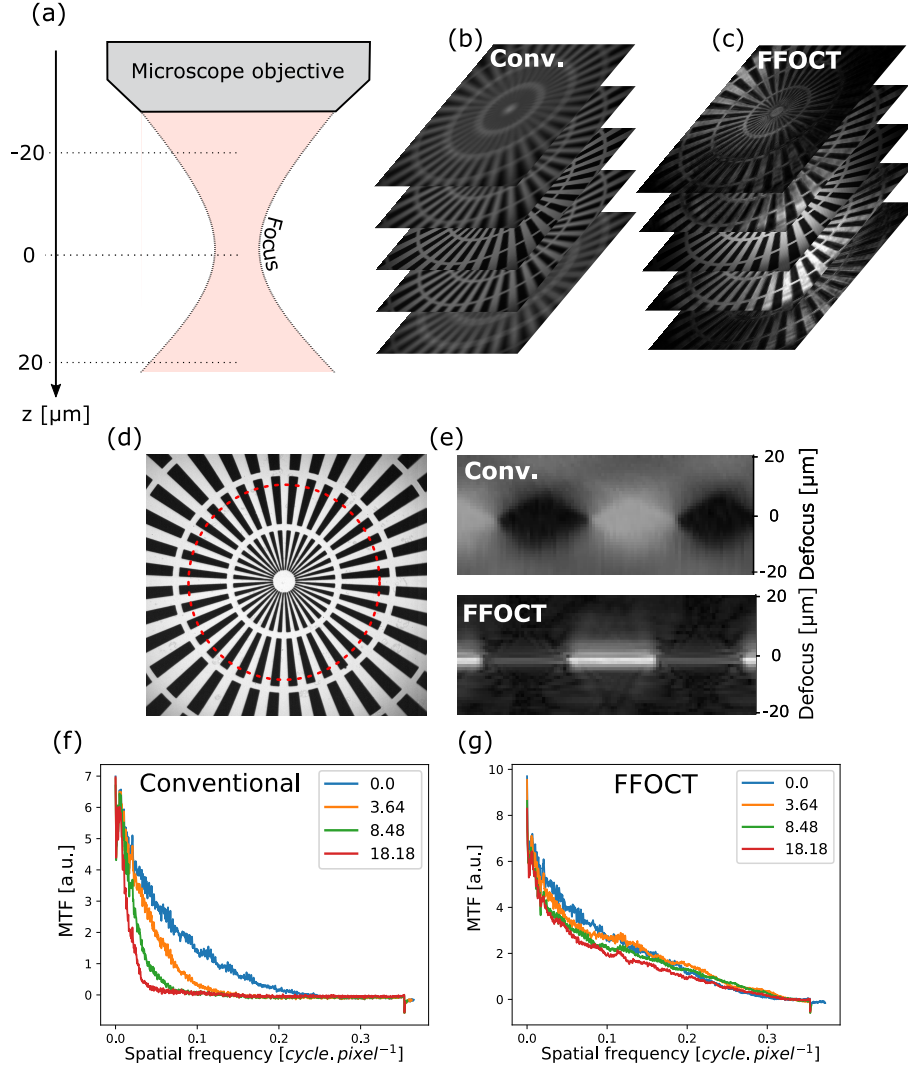 (a)
Microscope objective
-20
0
20
z [µm]
Focus
(b)
Conv.
(c)
FFOCT
(d)
(e)
Conv.
20
0
-20
Defocus [µm]
FFOCT
20
0
-20
Defocus [µm]
(f)
Conventional
0.0
3.64
8.48
18.18
7
6
5
4
3
2
1
0
MTF [a.u.]
0.0
0.1
0.2
0.3
Spatial frequency [cycle.pixel⁻¹]
(g)
FFOCT
0.0
3.64
8.48
18.18
10
8
6
4
2
0
MTF [a.u.]
0.0
0.1
0.2
0.3
Spatial frequency [cycle.pixel⁻¹]